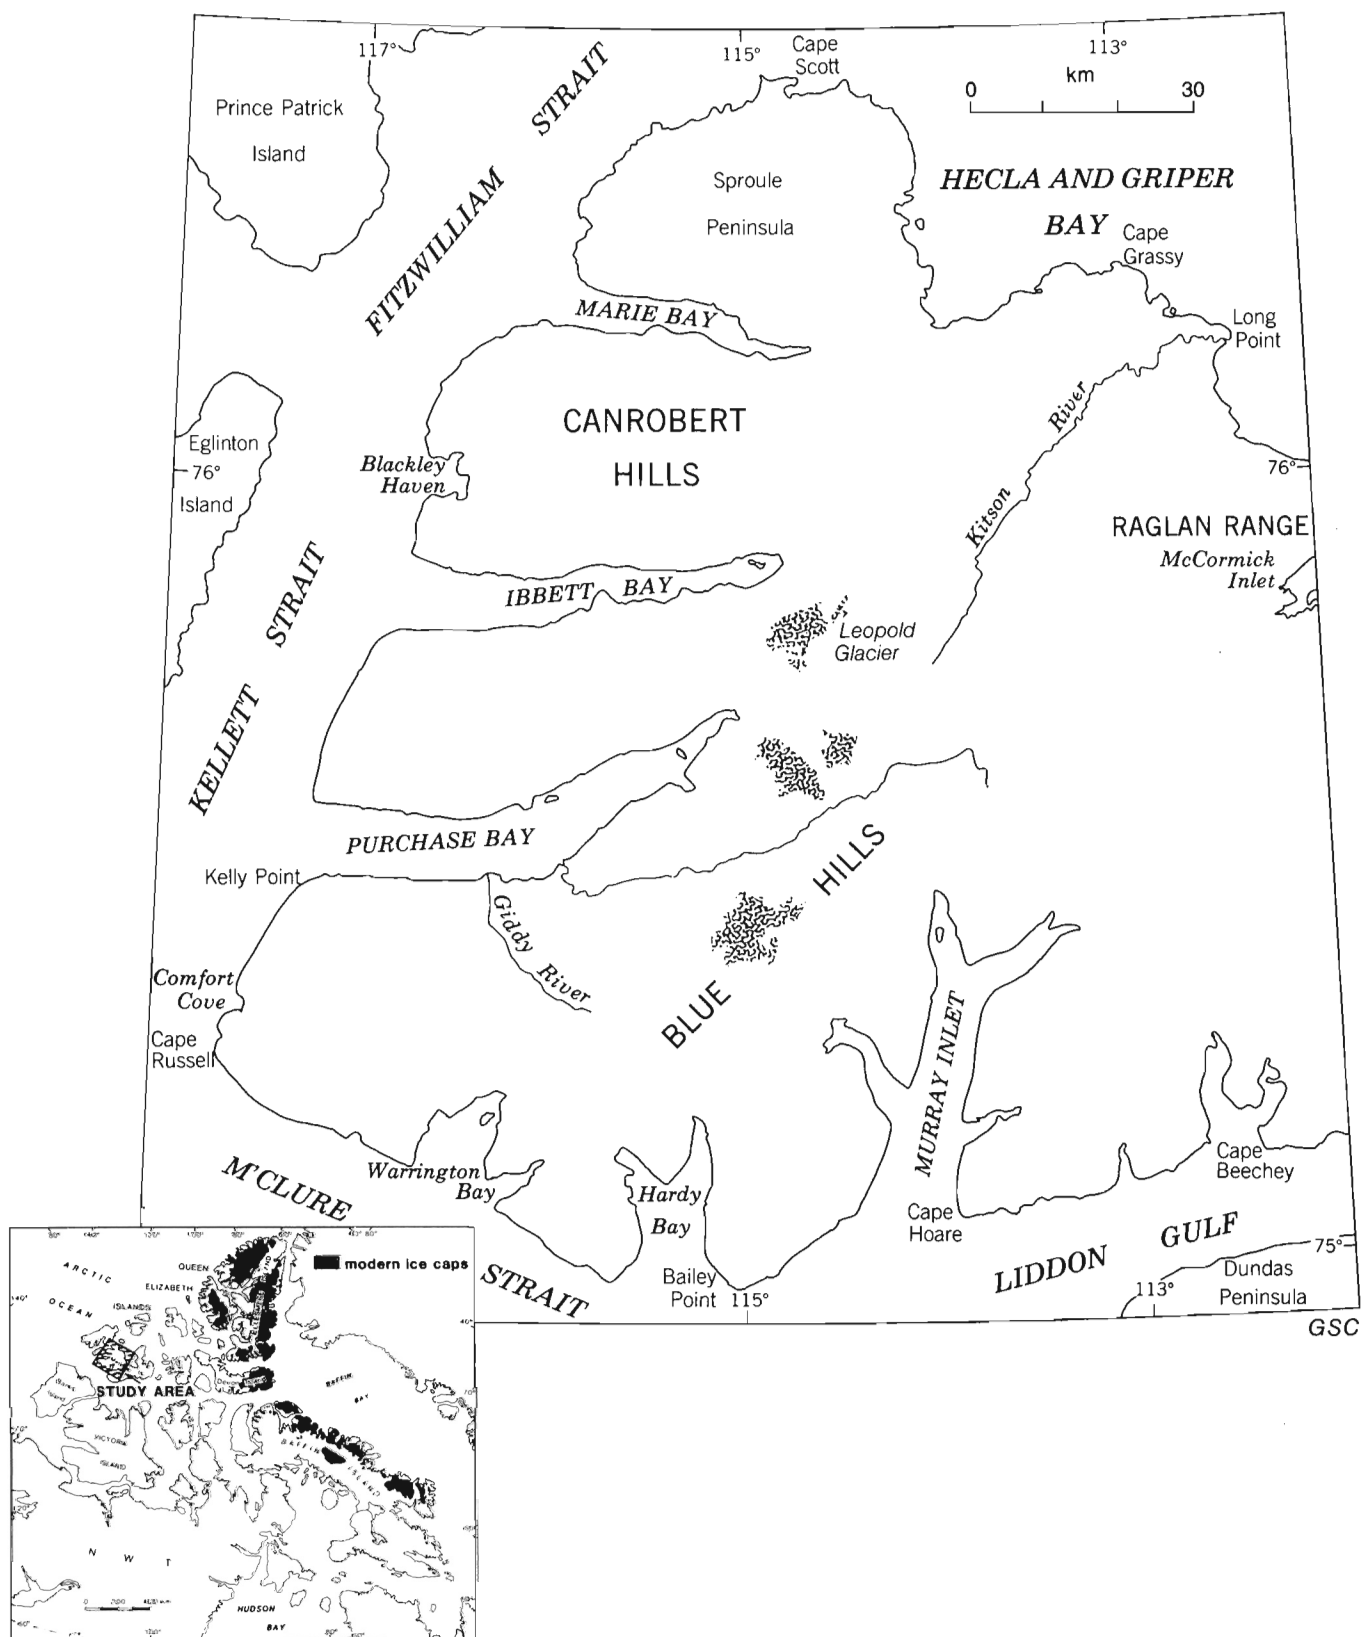 117°
115°
113°
Cape
Scott
km
0 30
Prince Patrick
Island
FITZWILLIAM STRAIT
Sproule
Peninsula
HECLA AND GRIPER
BAY
Cape
Grassy
MARIE BAY
Long
Point
CANROBERT
HILLS
Kitson River
Eglinton
76°
Island
Blackley
Haven
76°
RAGLAN RANGE
McCormick
Inlet
KELLETT STRAIT
IBBETT BAY
Leopold
Glacier
PURCHASE BAY
Kelly Point
Giddy River
BLUE HILLS
Comfort
Cove
Cape
Russell
MURRAY INLET
M'CLURE STRAIT
Warrington
Bay
Hardy
Bay
Cape
Beechey
Cape
Hoare
LIDDON GULF
75°
Bailey
Point
115°
Dundas
Peninsula
113°
GSC
modern ice caps
ARCTIC
OCEAN
QUEEN
ELIZABETH
ISLANDS
STUDY AREA
BAFFIN
BAY
VICTORIA
ISLAND
BAFFIN ISLAND
N W T
HUDSON
BAY